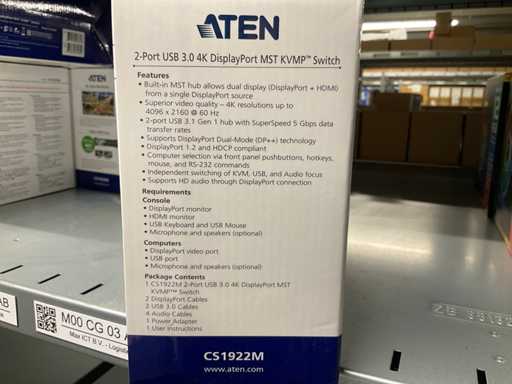 ATEN
2-Port USB 3.0 4K DisplayPort MST KVMP™ Switch
Features
• Built-in MST hub allows dual display (DisplayPort + HDMI)
from a single DisplayPort source
• Superior video quality – 4K resolutions up to
4096 x 2160 @ 60 Hz
• 2-port USB 3.1 Gen 1 hub with SuperSpeed 5 Gbps data
transfer rates
• Supports DisplayPort Dual-Mode (DP++) technology
• DisplayPort 1.2 and HDCP compliant
• Computer selection via front panel pushbuttons, hotkeys,
mouse, and RS-232 commands
• Independent switching of KVM, USB, and Audio focus
• Supports HD audio through DisplayPort connection
Requirements
Console
• DisplayPort monitor
• HDMI monitor
• USB Keyboard and USB Mouse
• Microphone and speakers (optional)
Computers
• DisplayPort video port
• USB port
• Microphone and speakers (optional)
Package Contents
1 CS1922M 2-Port USB 3.0 4K DisplayPort MST
KVMP™ Switch
2 DisplayPort Cables
2 USB 3.0 Cables
4 Audio Cables
1 Power Adapter
1 User Instructions
CS1922M
www.aten.com
ATEN
AB
M00 CG 03
Max ICT B.V. - Logist